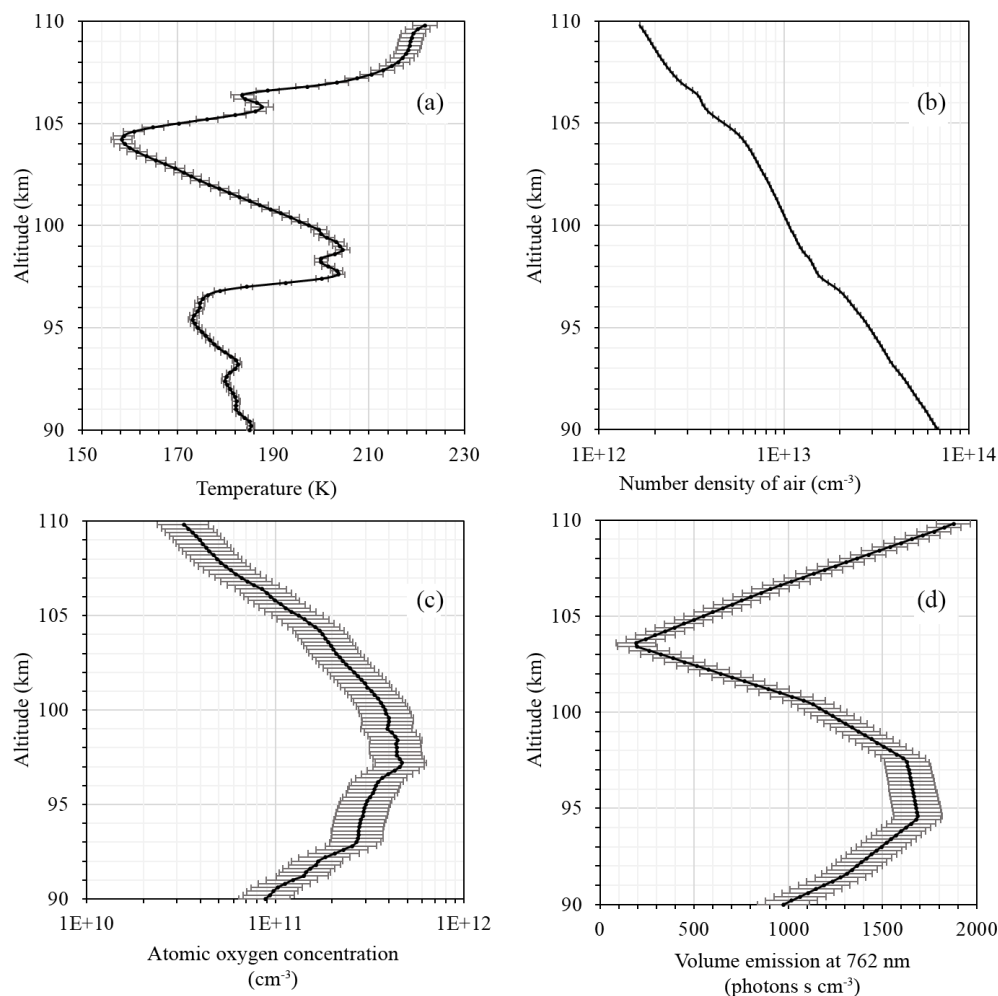 110
105
100
95
90
Altitude (km)
(a)
150 170 190 210 230
Temperature (K)
110
105
100
95
90
Altitude (km)
(b)
1E+12 1E+13 1E+14
Number density of air (cm-3)
110
105
100
95
90
Altitude (km)
(c)
1E+10 1E+11 1E+12
Atomic oxygen concentration
(cm-3)
110
105
100
95
90
Altitude (km)
(d)
0 500 1000 1500 2000
Volume emission at 762 nm
(photons s cm-3)